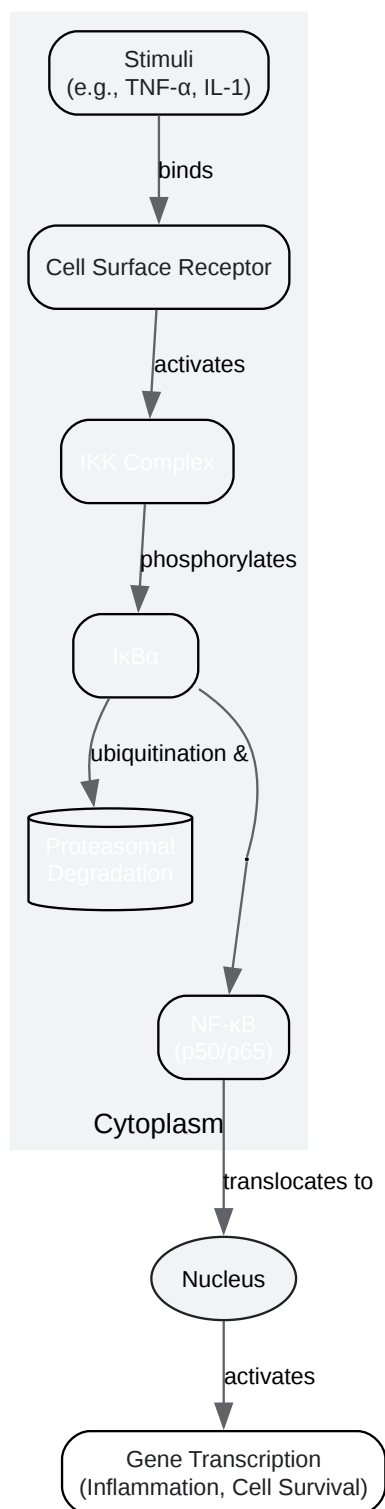 Stimuli
(e.g., TNF-α, IL-1)
binds
Cell Surface Receptor
activates
IKK Complex
phosphorylates
IκBα
ubiquitination &
Proteasomal
Degradation
NF-κB
(p50/p65)
Cytoplasm
translocates to
Nucleus
activates
Gene Transcription
(Inflammation, Cell Survival)